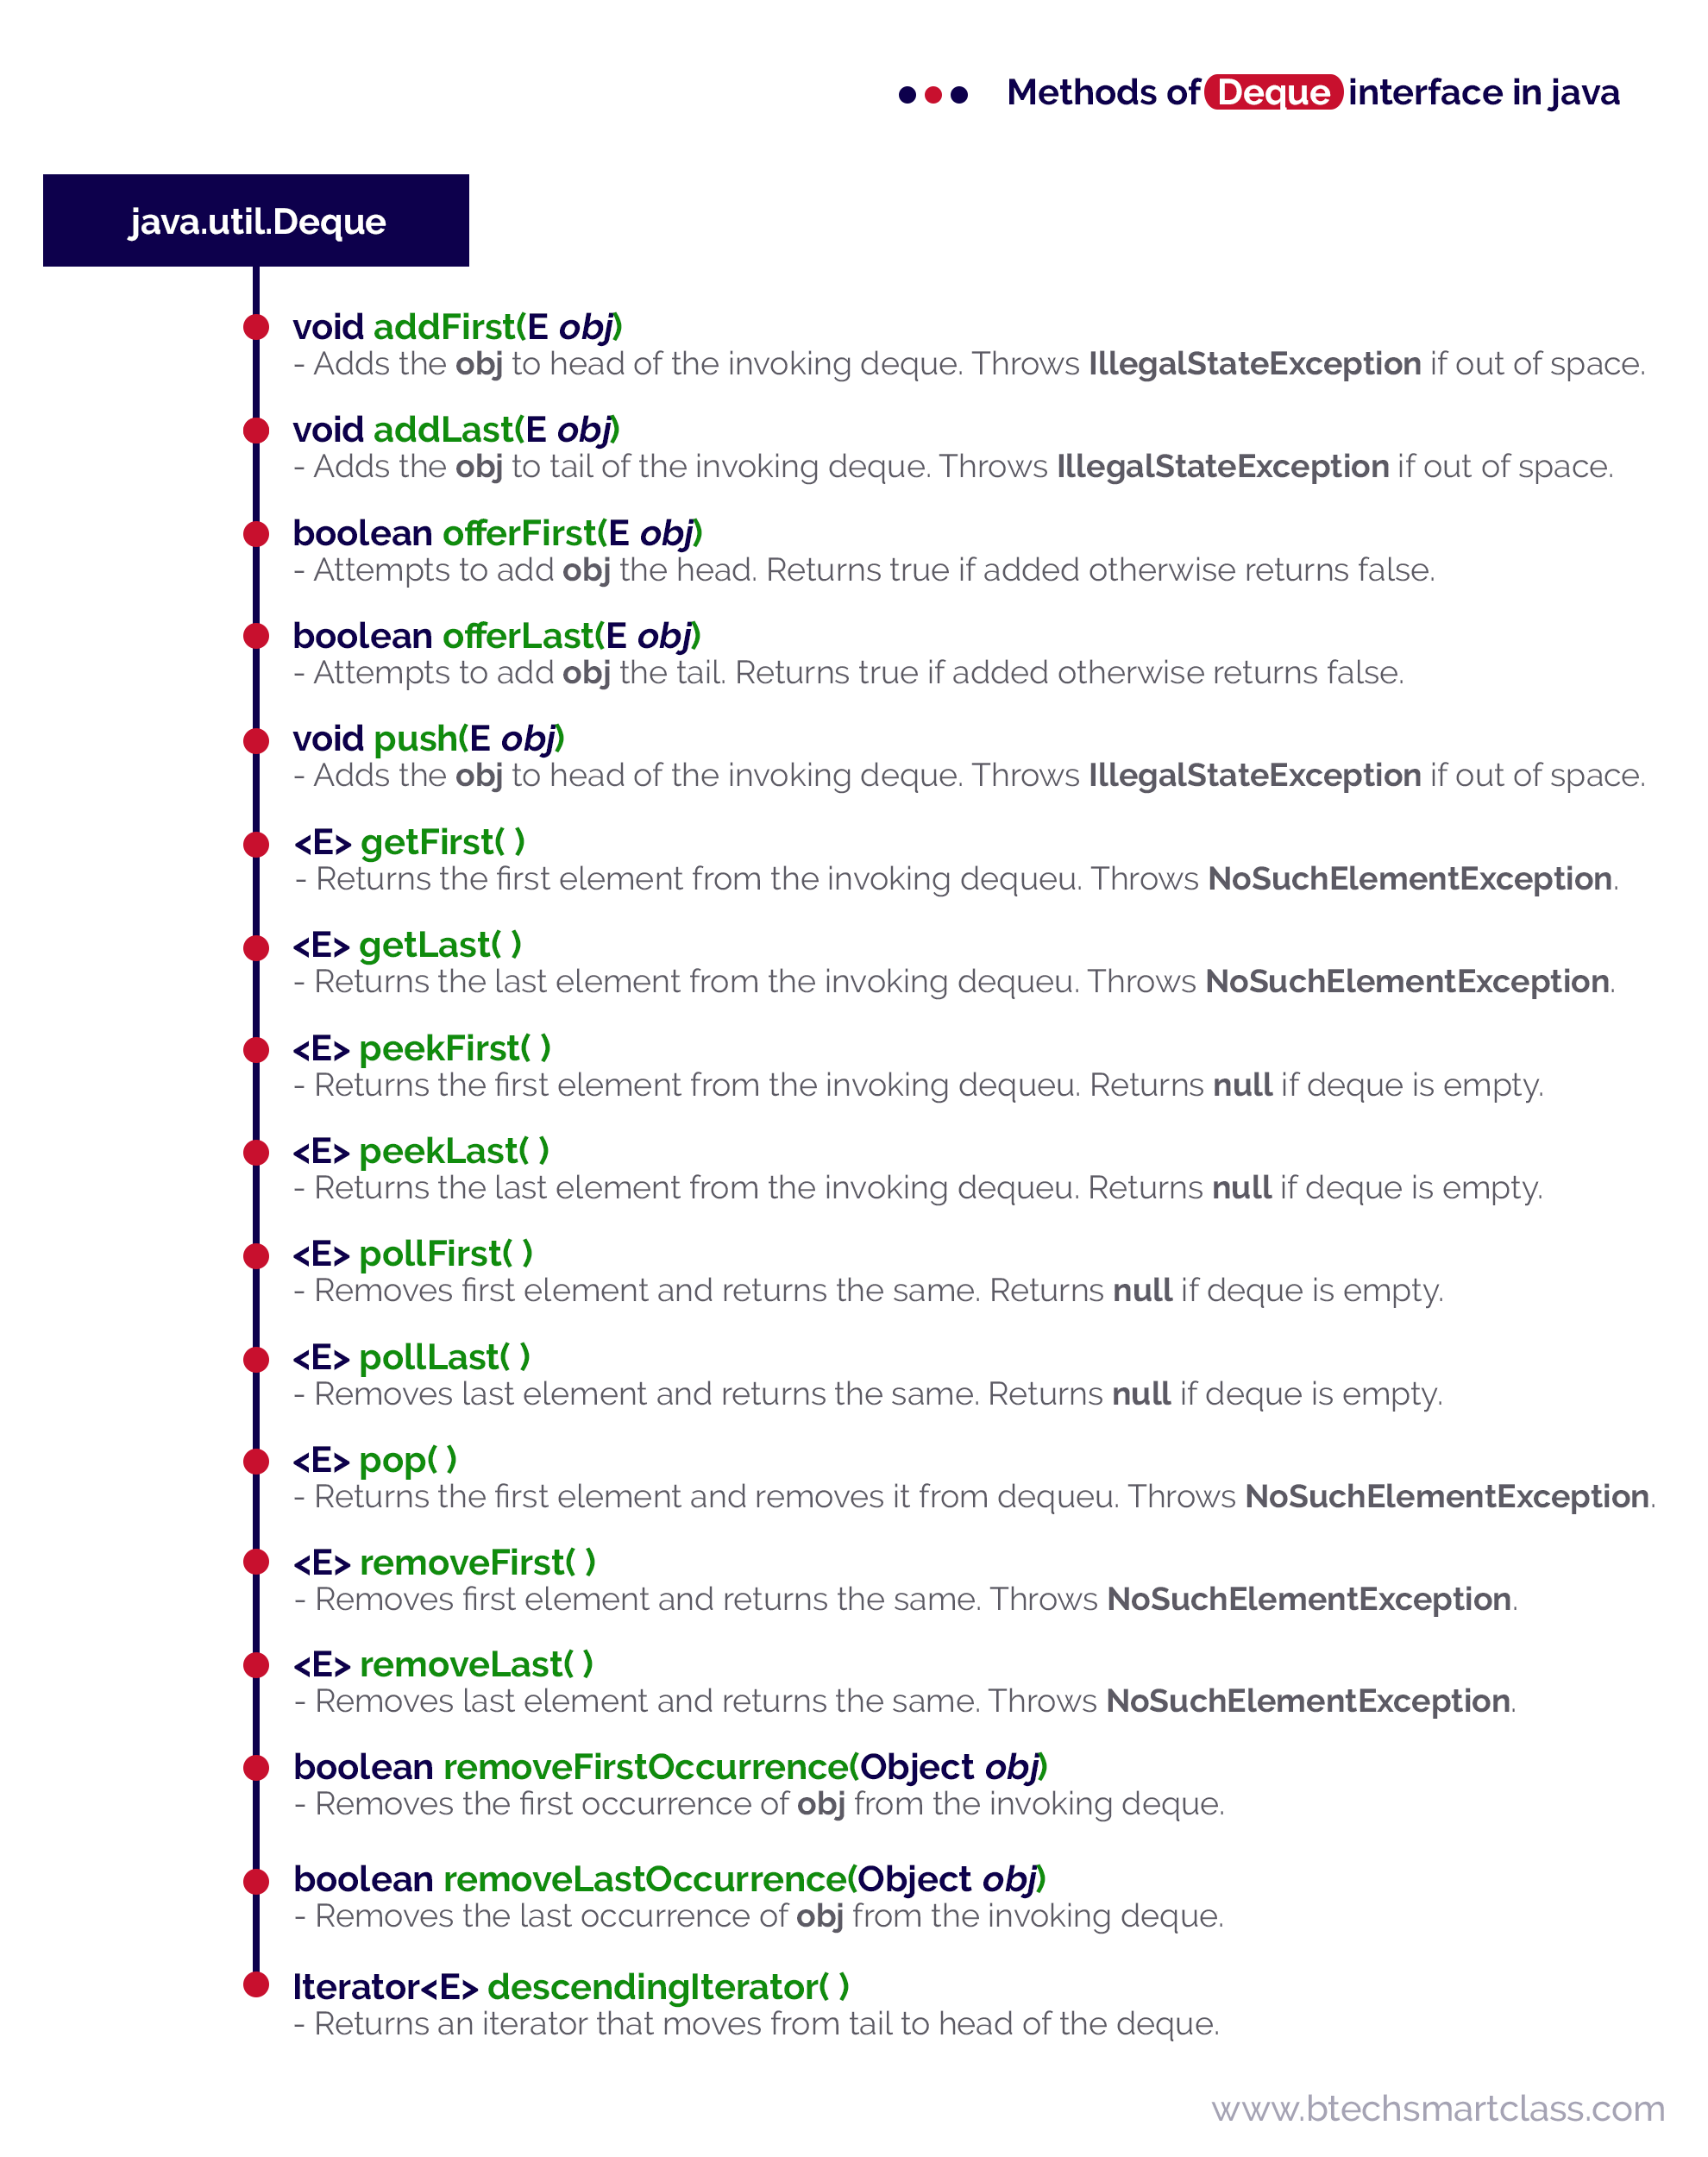 Methods of Deque interface in java
java.util.Deque
void addFirst(E obj)
- Adds the obj to head of the invoking deque. Throws IllegalStateException if out of space.
void addLast(E obj)
- Adds the obj to tail of the invoking deque. Throws IllegalStateException if out of space.
boolean offerFirst(E obj)
- Attempts to add obj the head. Returns true if added otherwise returns false.
boolean offerLast(E obj)
- Attempts to add obj the tail. Returns true if added otherwise returns false.
void push(E obj)
- Adds the obj to head of the invoking deque. Throws IllegalStateException if out of space.
<E> getFirst( )
- Returns the first element from the invoking dequeu. Throws NoSuchElementException.
<E> getLast( )
- Returns the last element from the invoking dequeu. Throws NoSuchElementException.
<E> peekFirst( )
- Returns the first element from the invoking dequeu. Returns null if deque is empty.
<E> peekLast( )
- Returns the last element from the invoking dequeu. Returns null if deque is empty.
<E> pollFirst( )
- Removes first element and returns the same. Returns null if deque is empty.
<E> pollLast( )
- Removes last element and returns the same. Returns null if deque is empty.
<E> pop( )
- Returns the first element and removes it from dequeu. Throws NoSuchElementException.
<E> removeFirst( )
- Removes first element and returns the same. Throws NoSuchElementException.
<E> removeLast( )
- Removes last element and returns the same. Throws NoSuchElementException.
boolean removeFirstOccurrence(Object obj)
- Removes the first occurrence of obj from the invoking deque.
boolean removeLastOccurrence(Object obj)
- Removes the last occurrence of obj from the invoking deque.
Iterator<E> descendingIterator( )
- Returns an iterator that moves from tail to head of the deque.
www.btechsmartclass.com